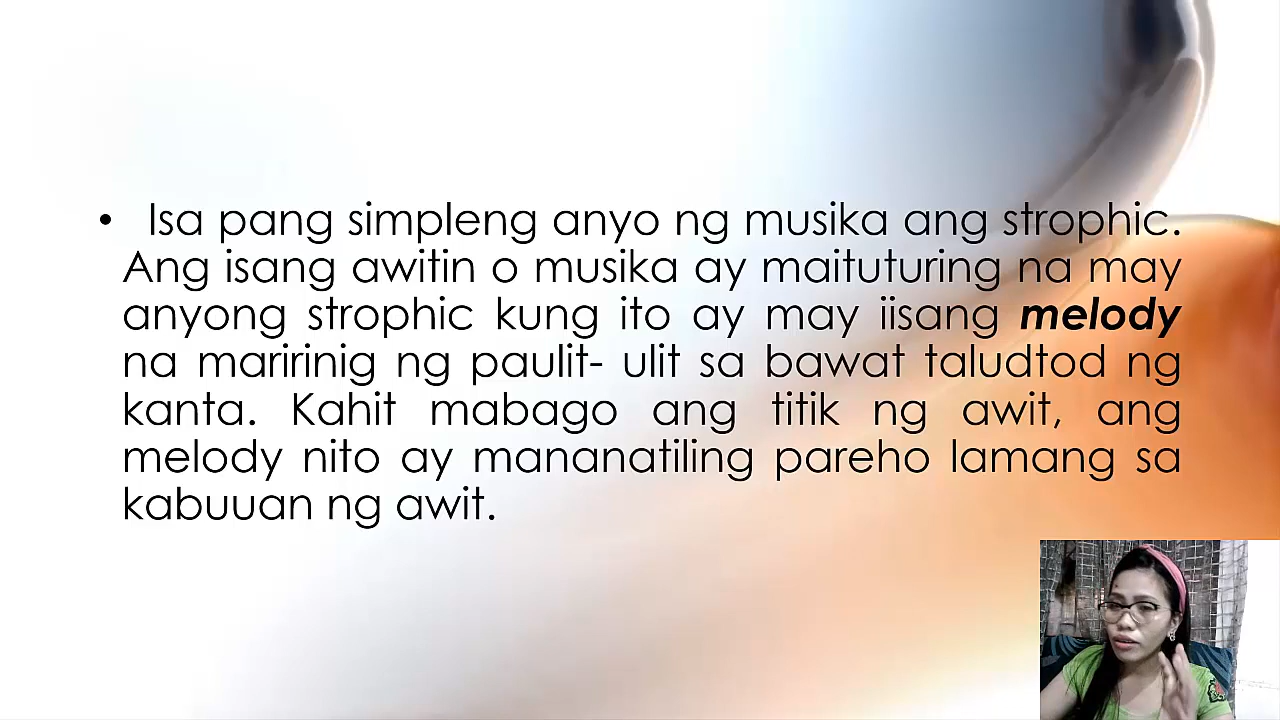 • Isa pang simpleng anyo ng musika ang strophic.
Ang isang awitin o musika ay maituturing na may
anyong strophic kung ito ay may iisang melody
na maririnig ng paulit- ulit sa bawat taludtod ng
kanta. Kahit mabago ang titik ng awit, ang
melody nito ay mananatiling pareho lamang sa
kabuuan ng awit.